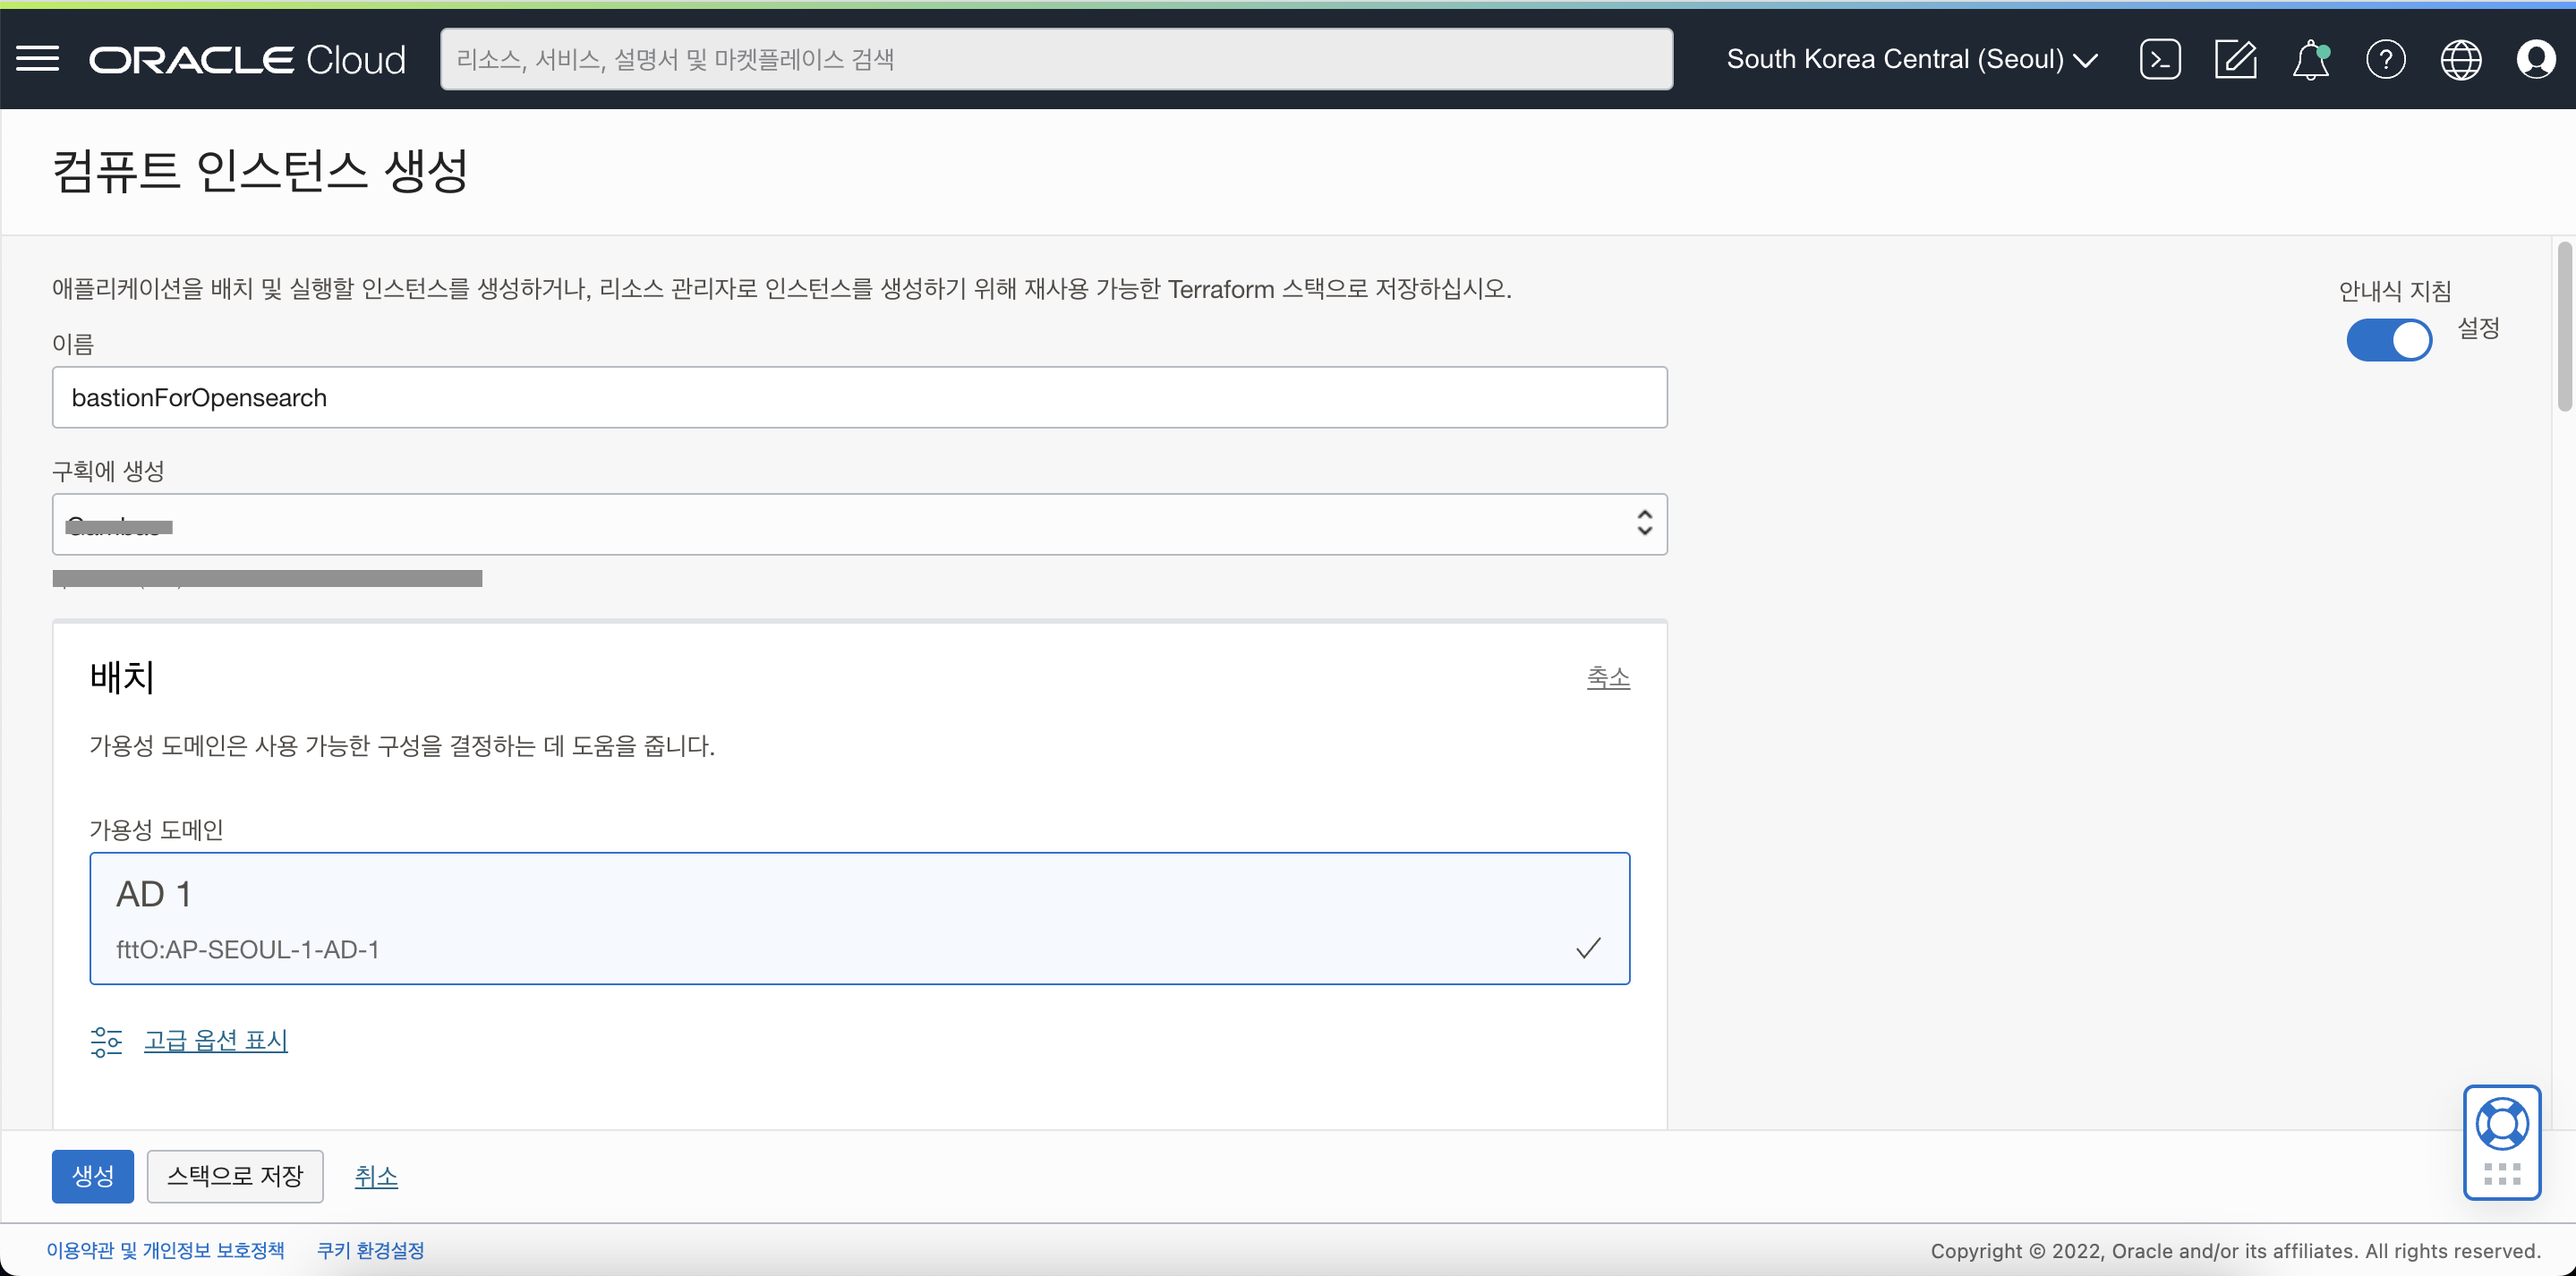 ORACLE Cloud
리소스, 서비스, 설명서 및 마켓플레이스 검색
South Korea Central (Seoul)
컴퓨트 인스턴스 생성
애플리케이션을 배치 및 실행할 인스턴스를 생성하거나, 리소스 관리자로 인스턴스를 생성하기 위해 재사용 가능한 Terraform 스택으로 저장하십시오.
안내식 지침
설정
이름
bastionForOpensearch
구획에 생성
배치
축소
가용성 도메인은 사용 가능한 구성을 결정하는 데 도움을 줍니다.
가용성 도메인
AD 1
fttO:AP-SEOUL-1-AD-1
고급 옵션 표시
생성
스택으로 저장
취소
이용약관 및 개인정보 보호정책
쿠키 환경설정
Copyright © 2022, Oracle and/or its affiliates. All rights reserved.